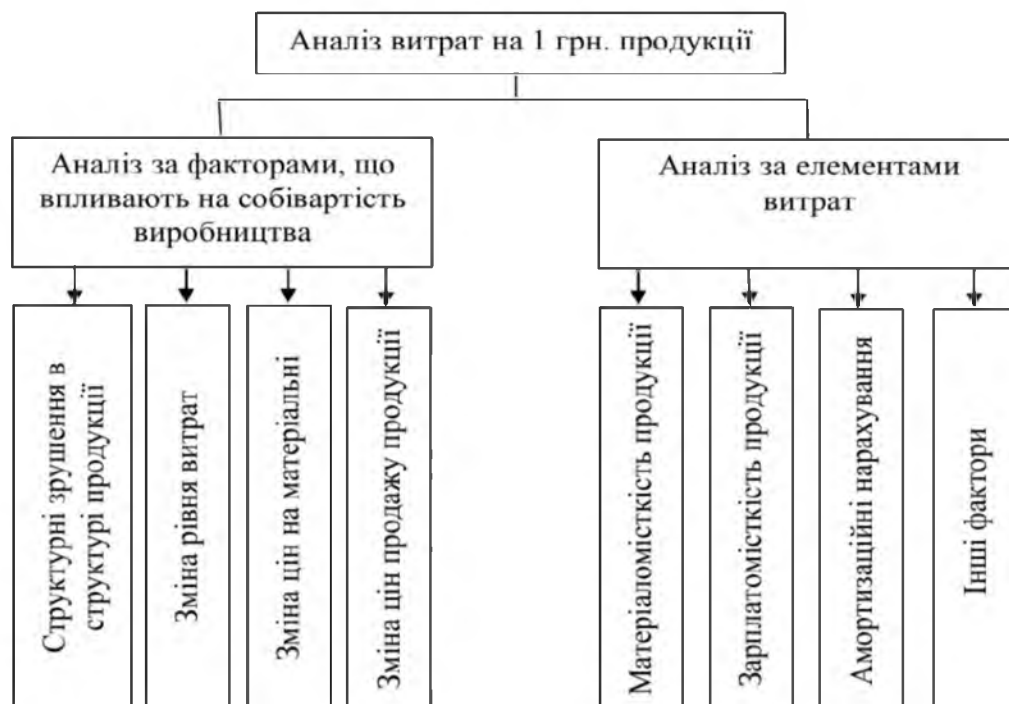 Аналіз витрат на 1 грн. продукції
Аналіз за факторами, що
впливають на собівартість
виробництва
Аналіз за елементами
витрат
Структурні зрушення в
структурі продукції
Зміна рівня витрат
Зміна цін на матеріальні
Зміна цін продажу продукції
Матеріаломісткість продукції
Зарплатомісткість продукції
Амортизаційні нарахування
Інші фактори